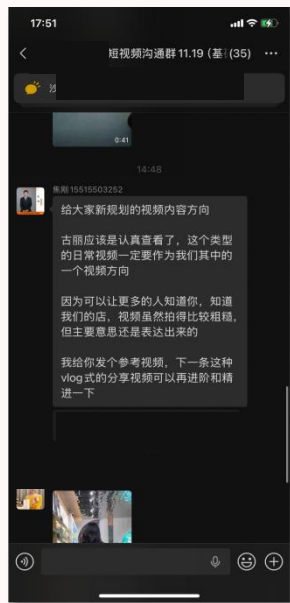 17:51
短视频沟通群11.19（基(35)
0:41
14:48
焦刚15515503252
给大家新规划的视频内容方向
古丽应该是认真查看了，这个类型
的日常视频一定要作为我们其中的
一个视频方向
因为可以让更多的人知道你，知道
我们的店，视频虽然拍得比较粗糙，
但主要意思还是表达出来的
我给你发个参考视频，下一条这种
vlog式的分享视频可以再进阶和精
进一下